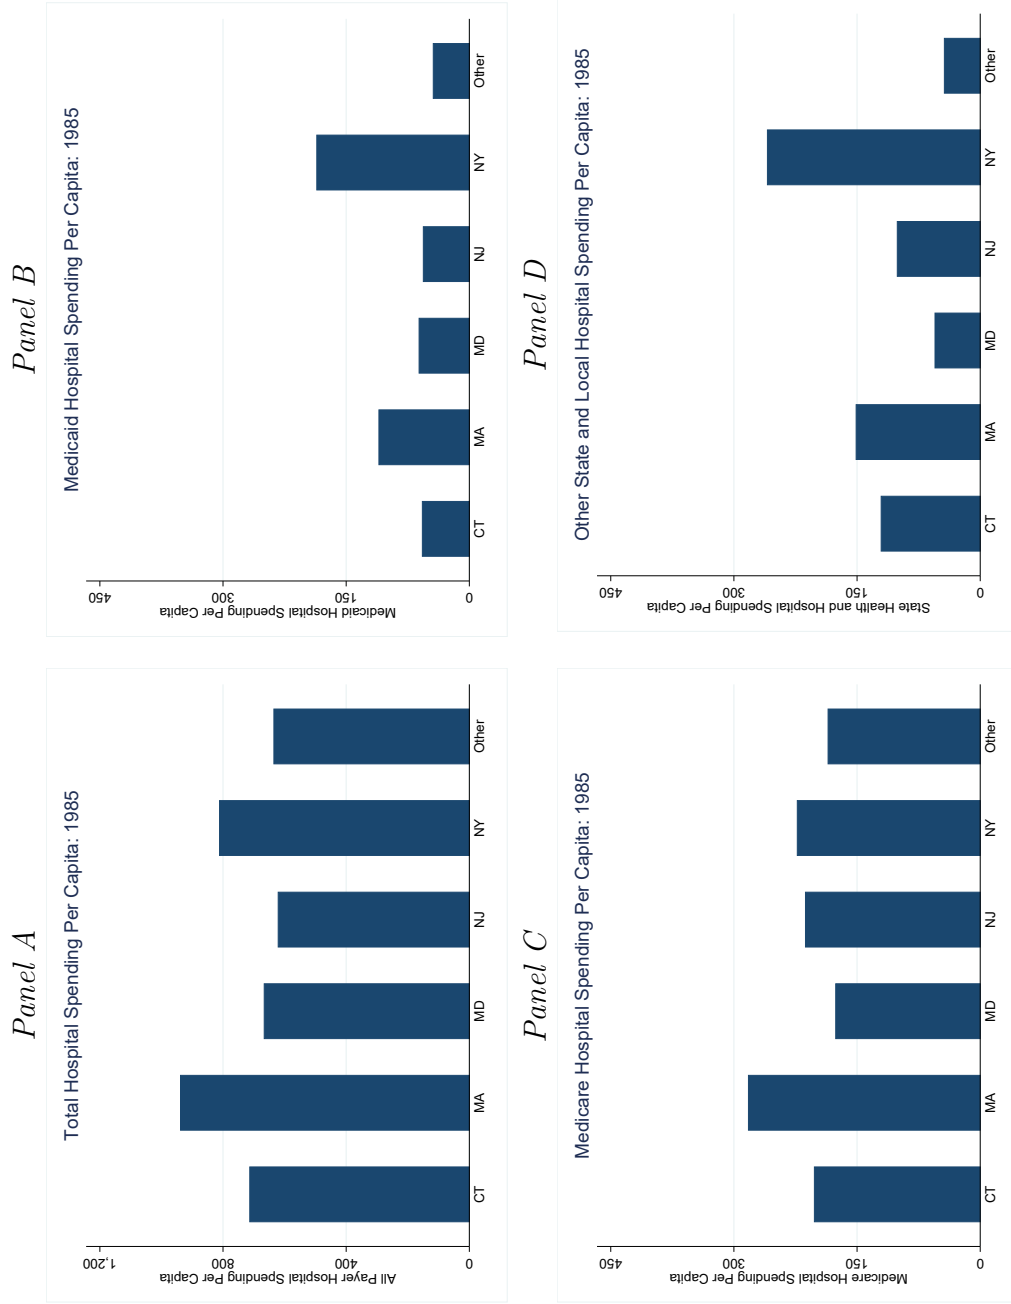 Panel A
Total Hospital Spending Per Capita: 1985
All Payer Hospital Spending Per Capita
1,200
800
400
0
CT MA MD NJ NY Other
Panel B
Medicaid Hospital Spending Per Capita: 1985
Medicaid Hospital Spending Per Capita
450
300
150
0
CT MA MD NJ NY Other
Panel C
Medicare Hospital Spending Per Capita: 1985
Medicare Hospital Spending Per Capita
450
300
150
0
CT MA MD NJ NY Other
Panel D
Other State and Local Hospital Spending Per Capita: 1985
State Health and Hospital Spending Per Capita
450
300
150
0
CT MA MD NJ NY Other